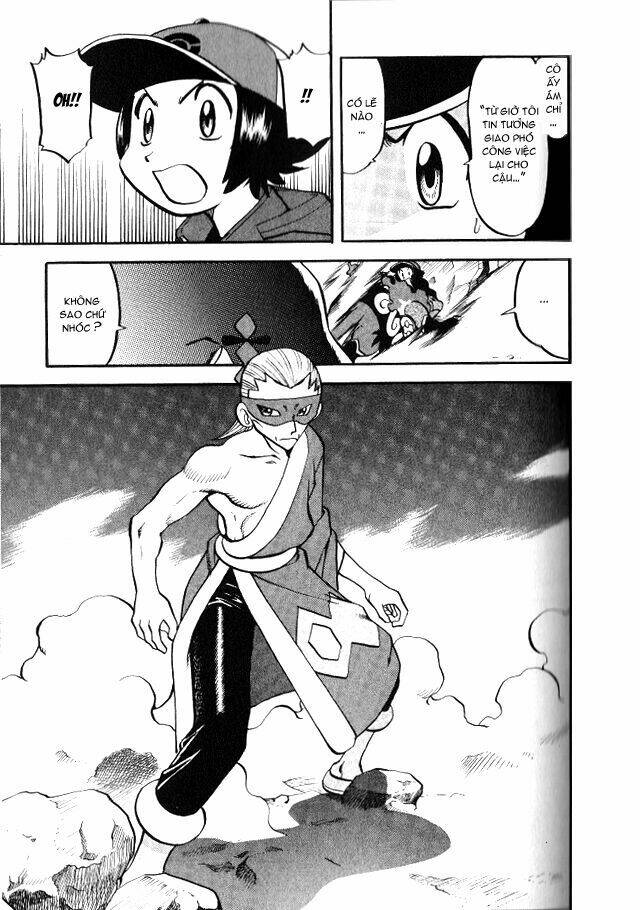 CÔ
ẤY
ÁM
CHỈ
...
"TỪ GIỜ TÔI
TIN TƯỞNG
GIAO PHÓ
CÔNG VIỆC
LẠI CHO
CẬU..."
CÓ LẼ
NÀO
...
!!
OH!!
...
KHÔNG
SAO CHỨ
NHÓC ?